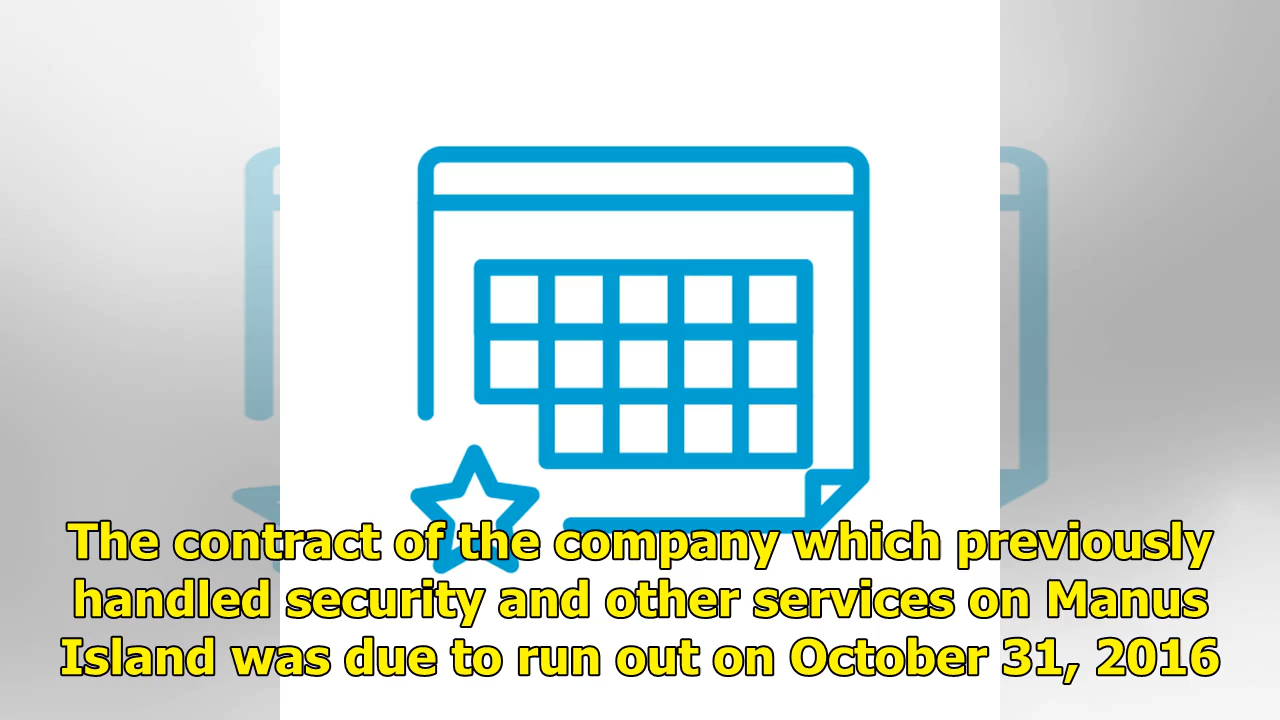 The contract of the company which previously
handled security and other services on Manus
Island was due to run out on October 31, 2016